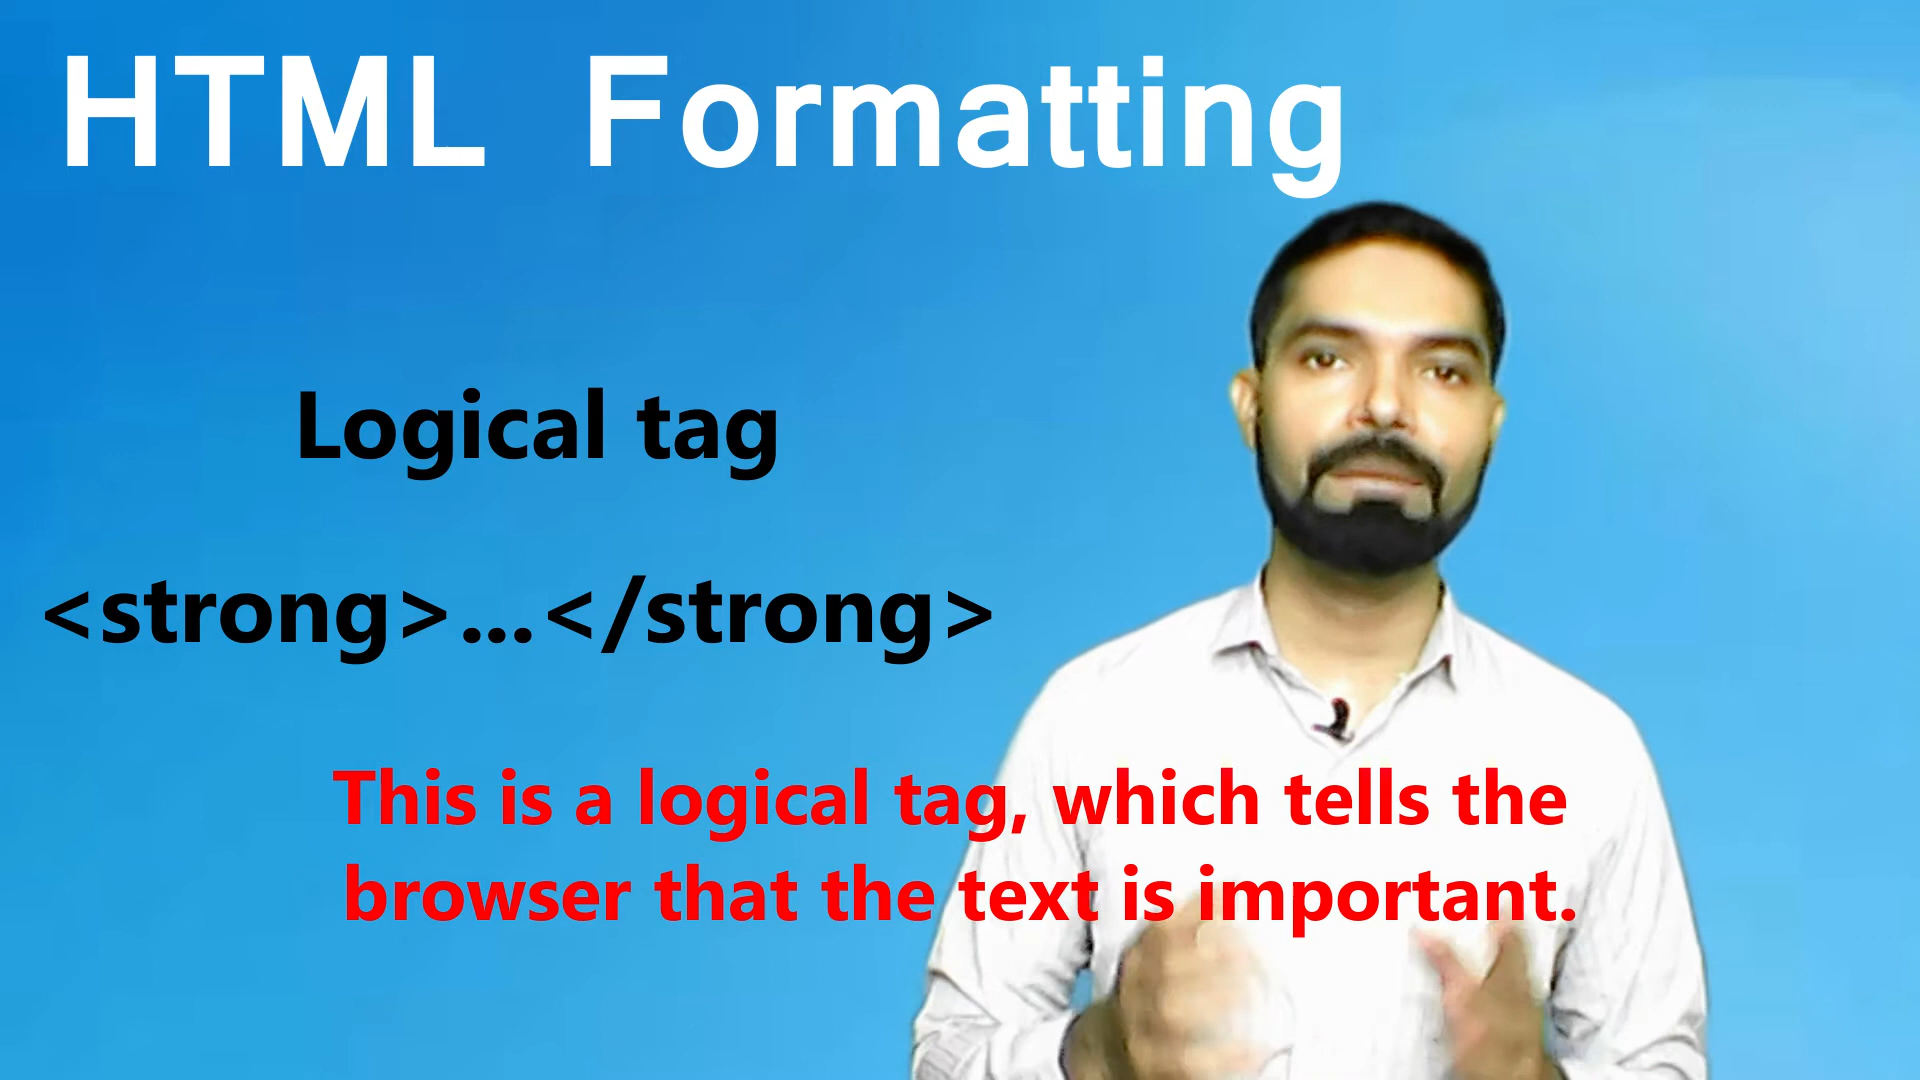 HTML Formatting
Logical tag
<strong>...</strong>
This is a logical tag, which tells the
browser that the text is important.